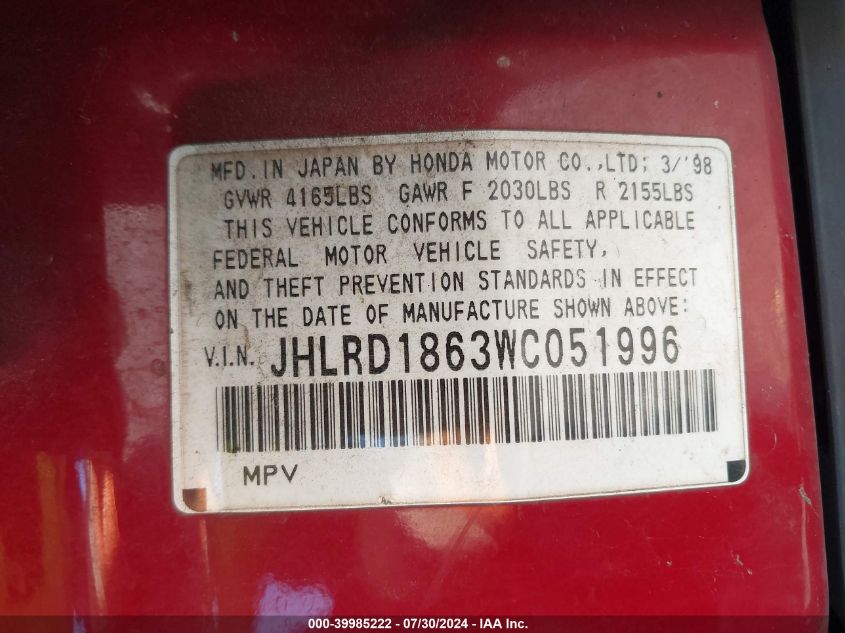 MFD. IN JAPAN BY HONDA MOTOR CO.,LTD; 3/'98
GVWR 4165LBS GAWR F 2030LBS R 2155LBS
THIS VEHICLE CONFORMS TO ALL APPLICABLE
FEDERAL MOTOR VEHICLE SAFETY,
AND THEFT PREVENTION STANDARDS IN EFFECT
ON THE DATE OF MANUFACTURE SHOWN ABOVE:
V.I.N. JHLRD1863WC051996
MPV
000-39985222 - 07/30/2024 - IAA Inc.